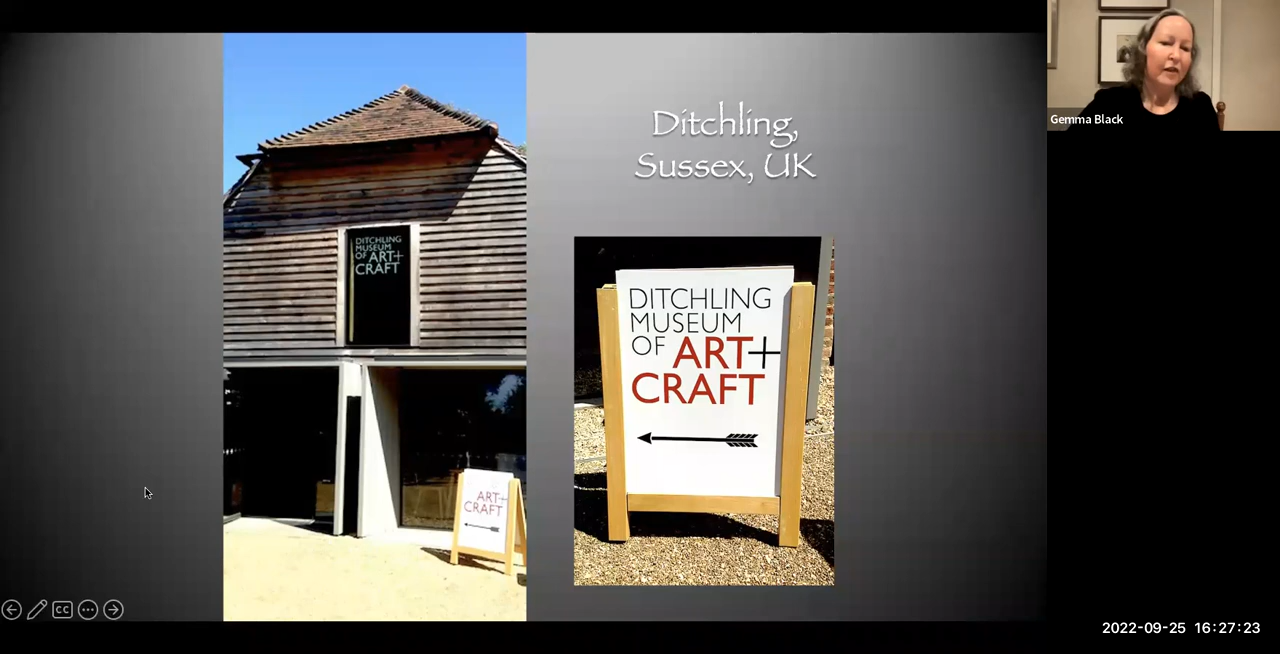 Ditchling,
Sussex, UK
DITCHLING
MUSEUM
OF ART+
CRAFT
DITCHLING
MUSEUM
OF ART+
CRAFT
ART+
CRAFT
Gemma Black
CC
2022-09-25 16:27:23